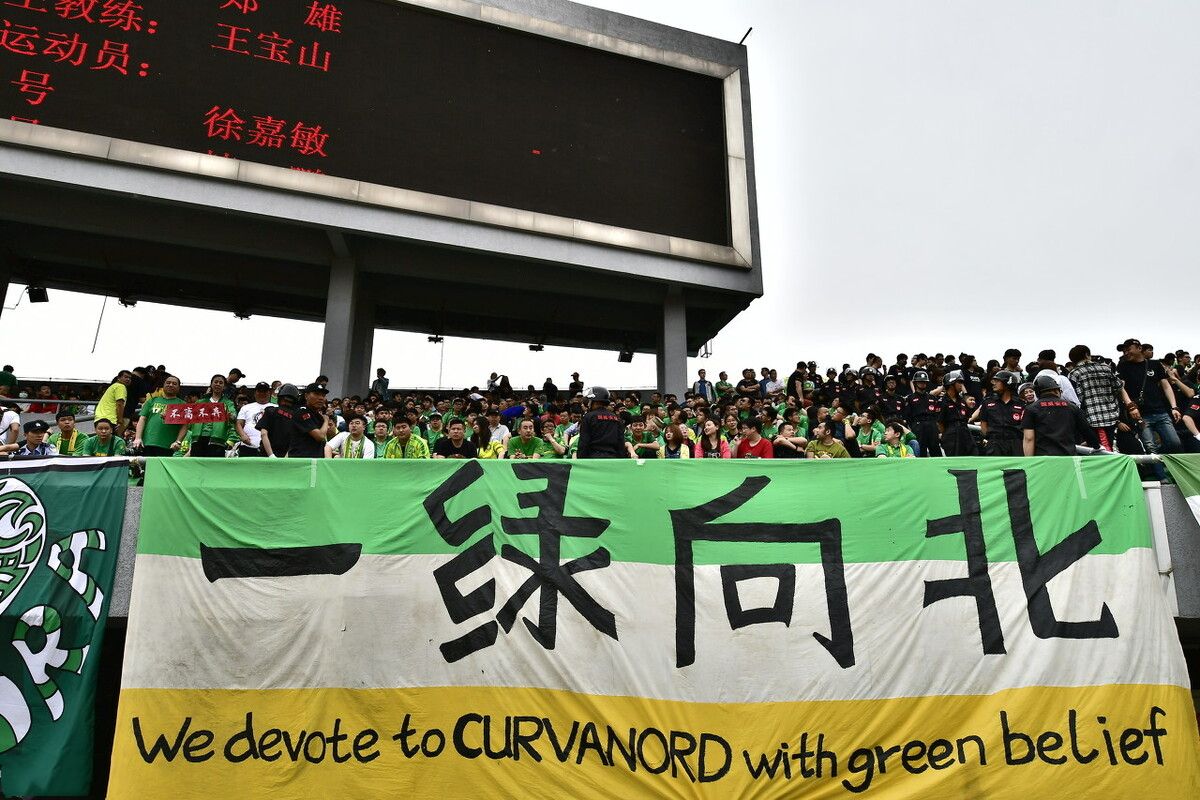 主教练: 郑 雄
运动员: 王宝山
号
徐嘉敏
不离不弃
一绿向北
We devote to CURVANORD with green belief